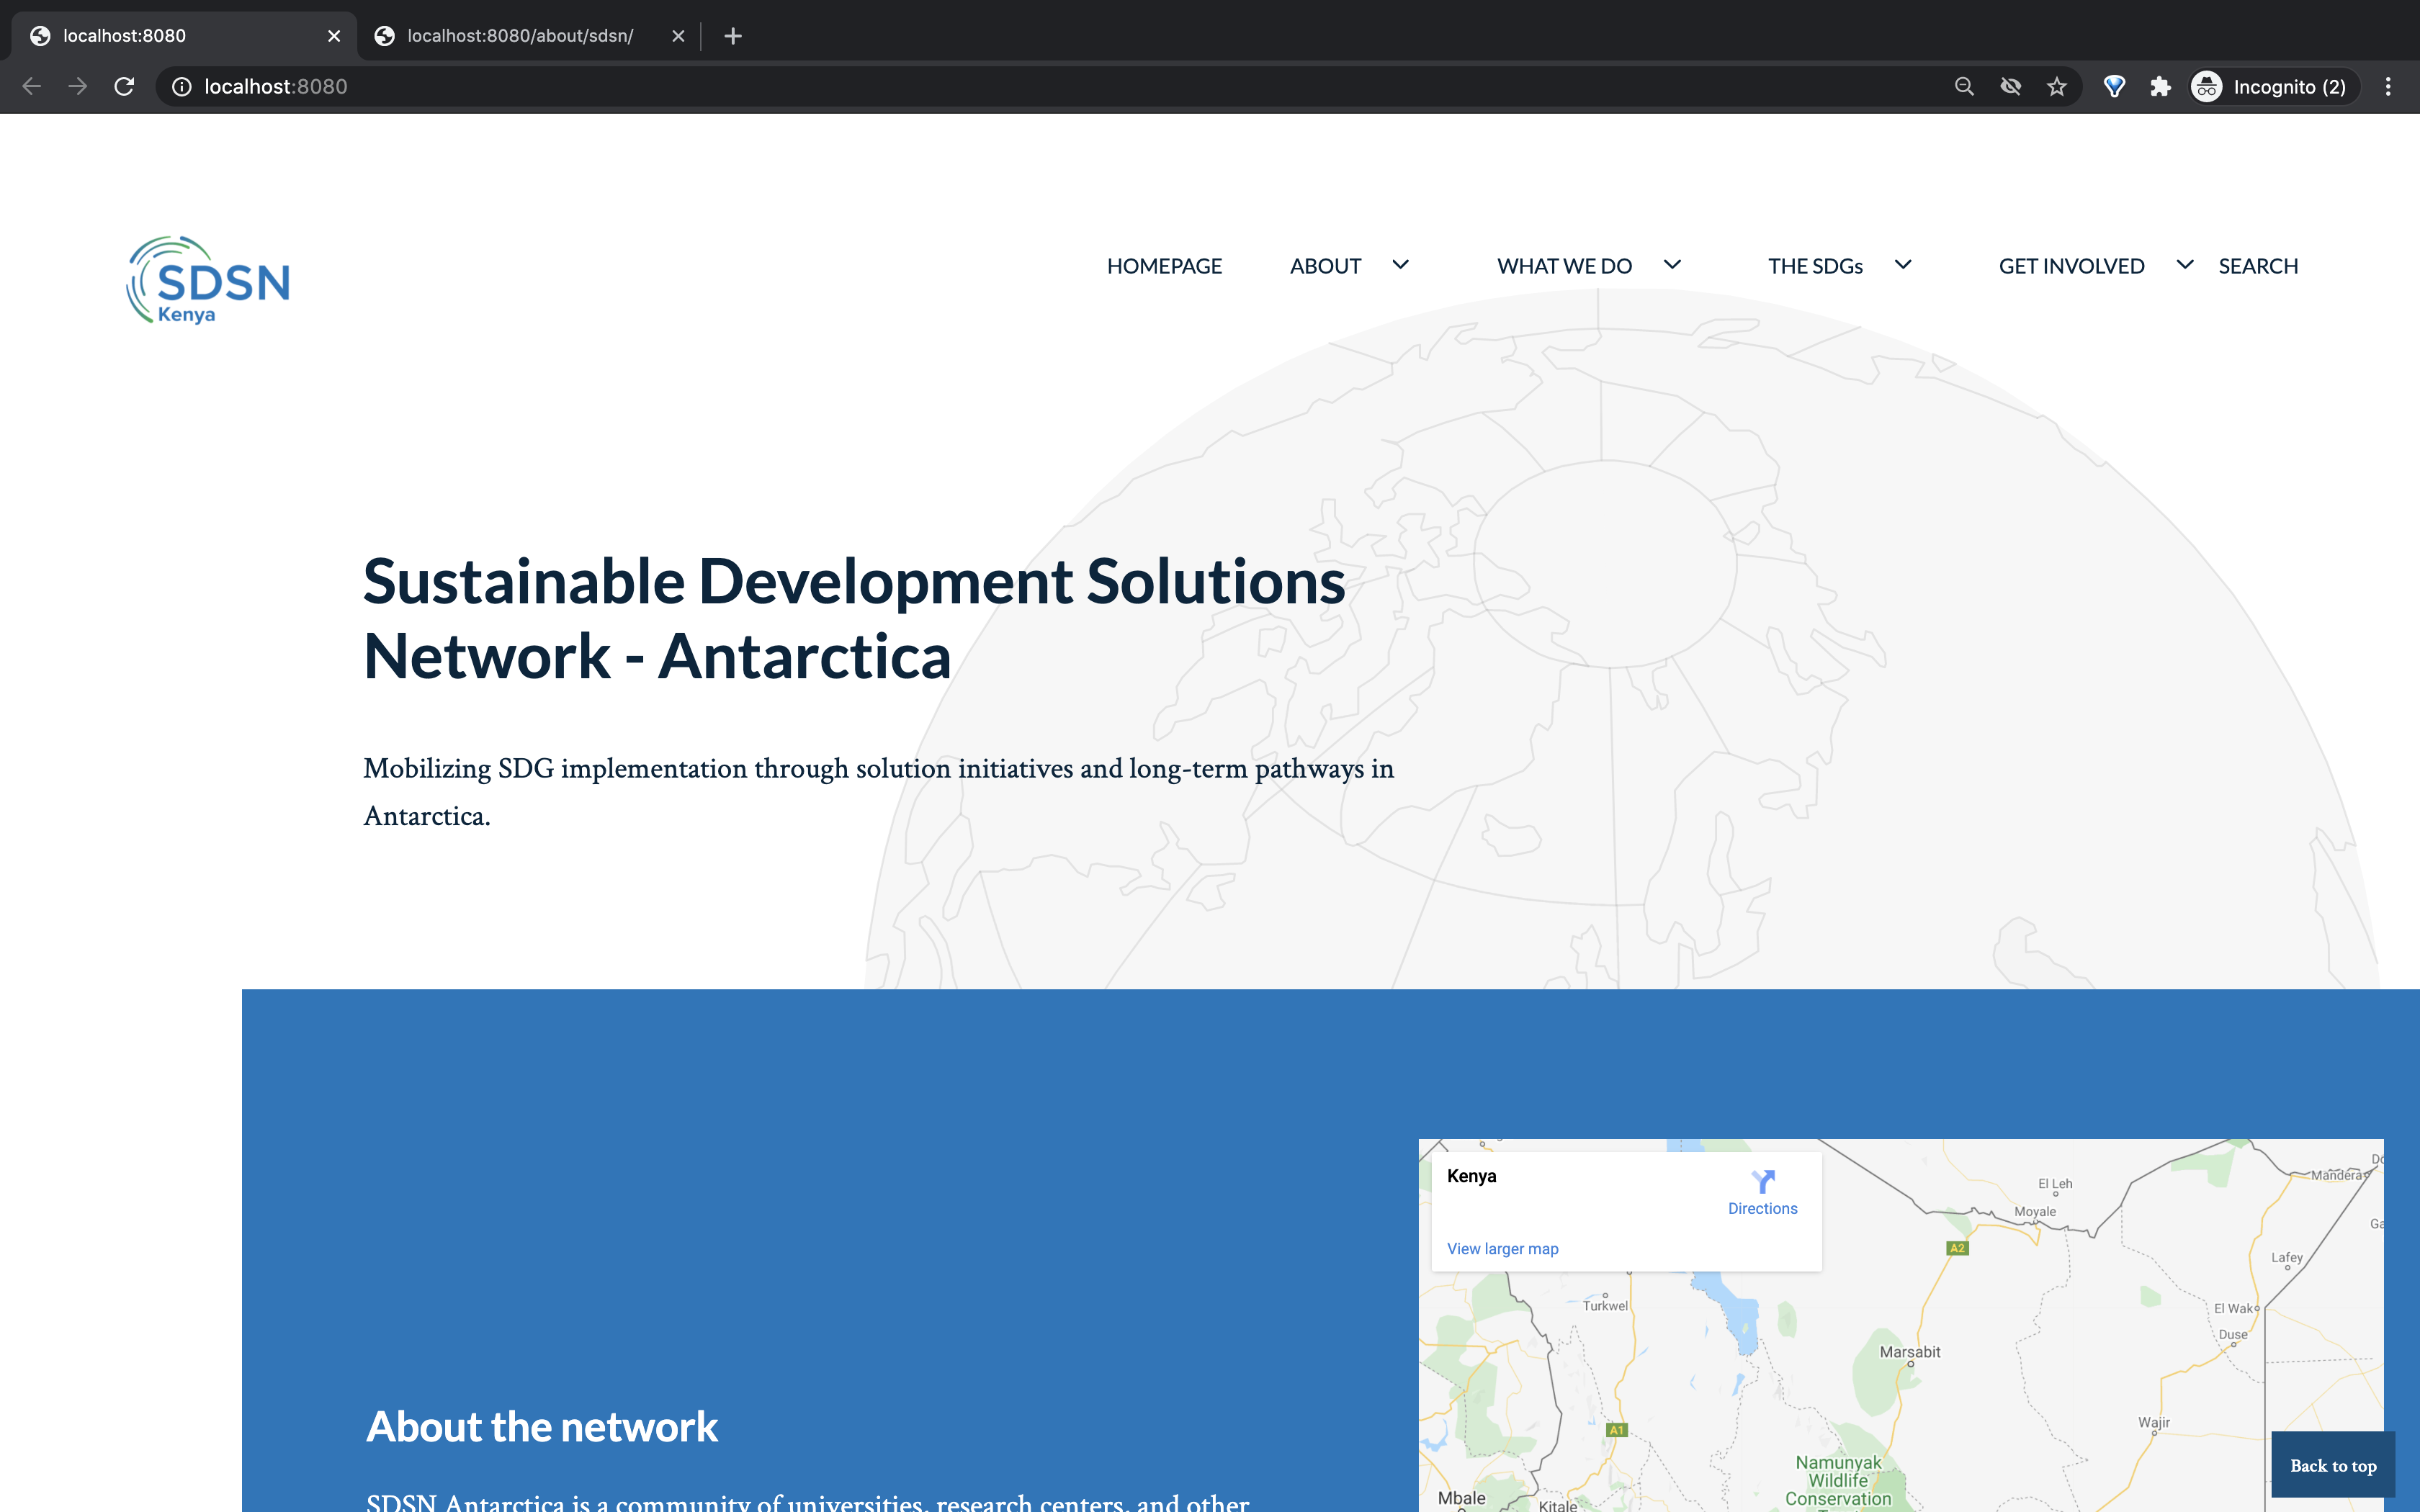 localhost:8080
localhost:8080/about/sdsn/
localhost:8080
Incognito (2)
SDSN
Kenya
HOMEPAGE ABOUT WHAT WE DO THE SDGs GET INVOLVED SEARCH
Sustainable Development Solutions
Network - Antarctica
Mobilizing SDG implementation through solution initiatives and long-term pathways in
Antarctica.
Kenya
Directions
View larger map
El Leh
Moyale
Mandera
A2
Lafey
Turkwel
El Wak
Duse
Marsabit
A1
Wajir
Namunyak
Wildlife
Conservation
Mbale
Kitale
About the network
SDSN Antarctica is a community of universities, research centers, and other
Back to top